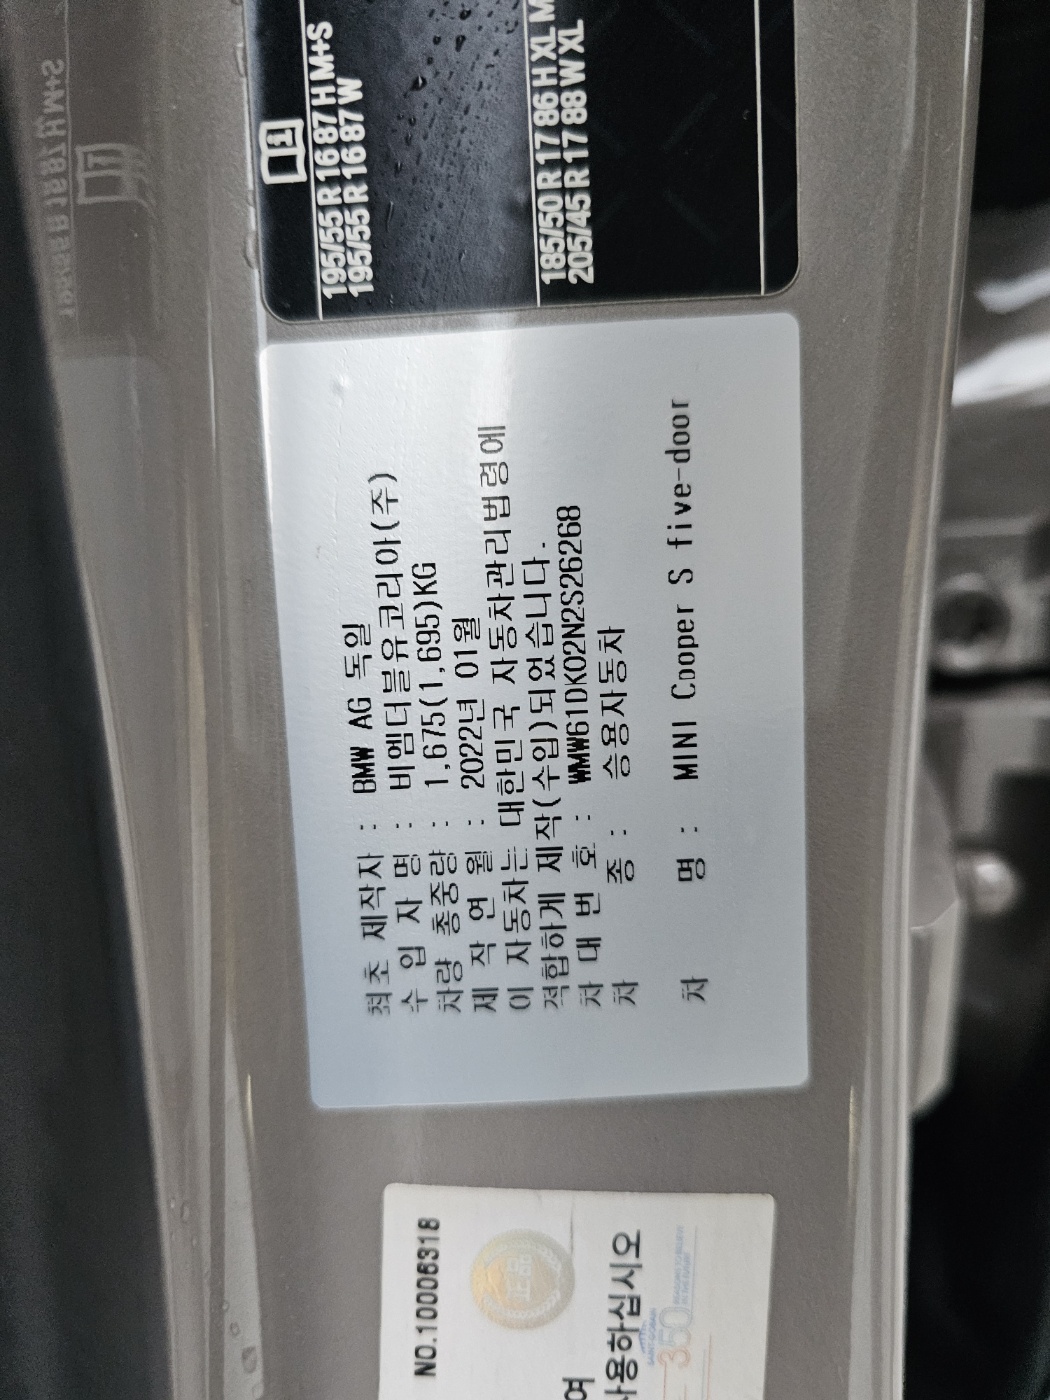 195/55 R 16 87 H M+S
195/55 R 16 87 W
185/50 R 17 86 H XL M
205/45 R 17 88 W XL
최초 제작자 : BMW AG 독일
수 입 자 명 : 비엠더블유코리아(주)
차량 총중량 : 1,675(1,695)KG
제 작 연 월 : 2022년 01월
이 자동차는 대한민국 자동차관리법령에
적합하게 제작(수입)되었습니다.
차 대 번 호 : WMW61DK02N2S26268
차 종 : 승용자동차
차 명 : MINI Cooper S five-door
NO.10006318
사용하십시오
350